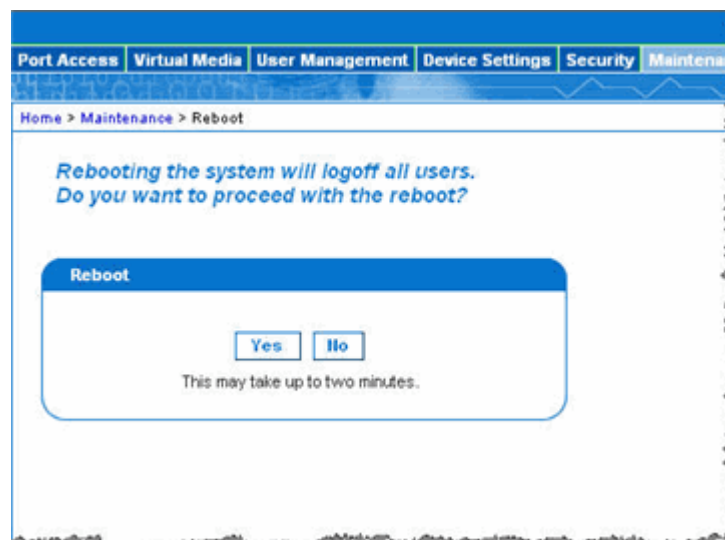 Port Access Virtual Media User Management Device Settings Security Maintena
Home > Maintenance > Reboot
Rebooting the system will logoff all users.
Do you want to proceed with the reboot?
Reboot
Yes No
This may take up to two minutes.